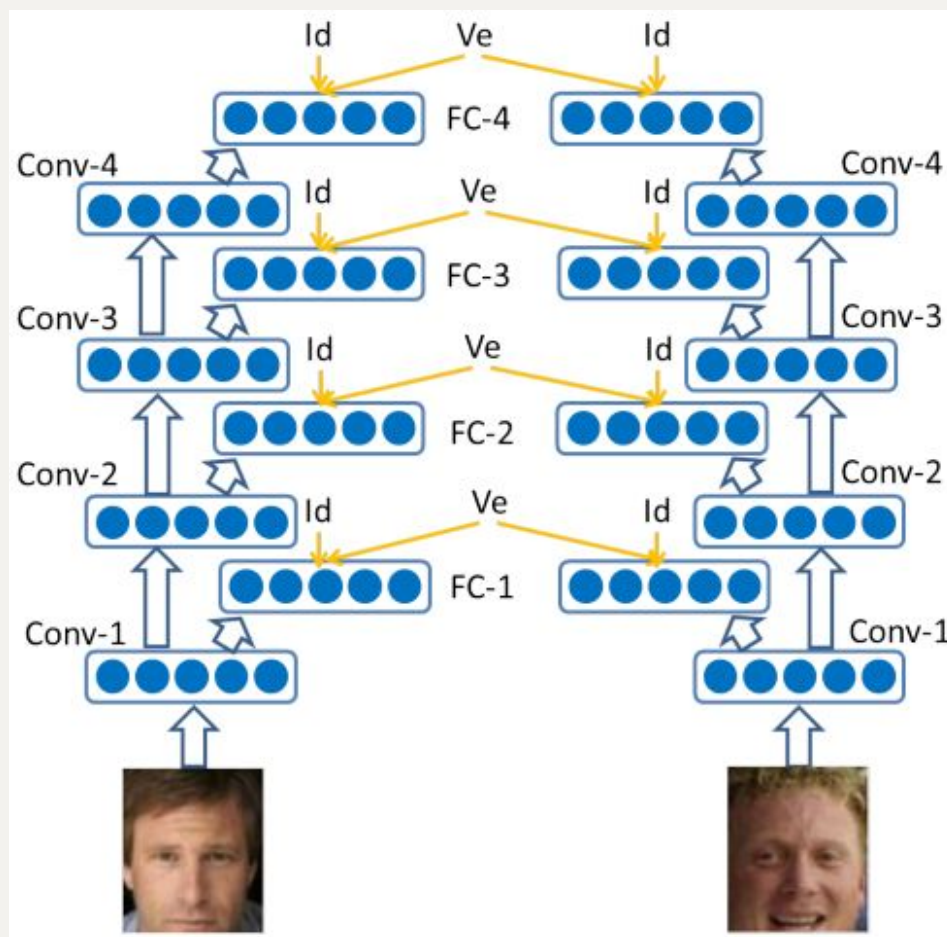 Id Ve Id
FC-4
Conv-4 Conv-4
Id Ve Id
FC-3
Conv-3 Conv-3
Id Ve Id
FC-2
Conv-2 Conv-2
Id Ve Id
FC-1
Conv-1 Conv-1